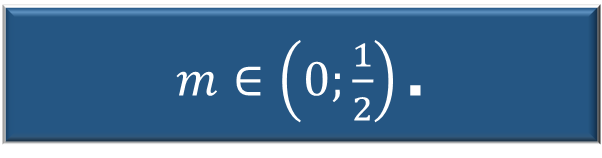 m ∈ (0; 1/2) .